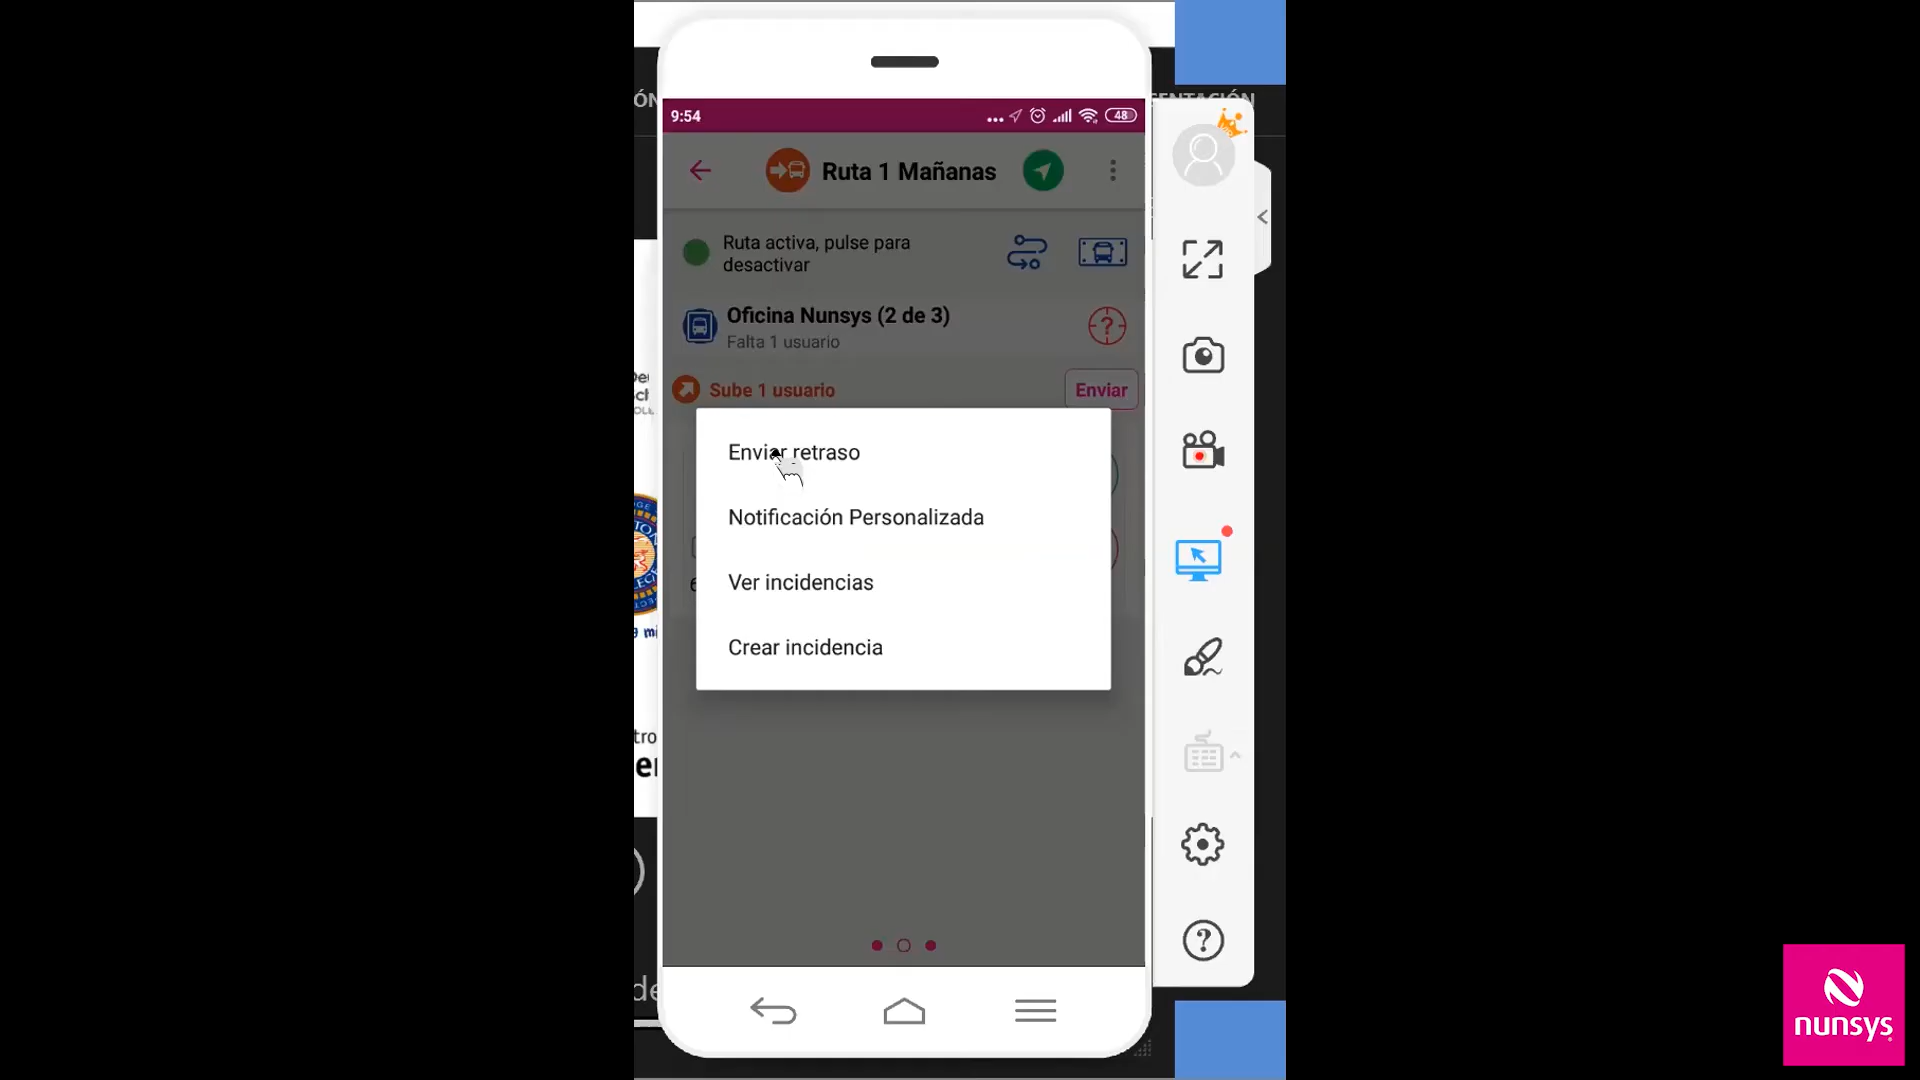 9:54
48
Ruta 1 Mañanas
Ruta activa, pulse para
desactivar
Oficina Nunsys (2 de 3)
Falta 1 usuario
Sube 1 usuario
Enviar
Enviar retraso
Notificación Personalizada
Ver incidencias
Crear incidencia
nunsys